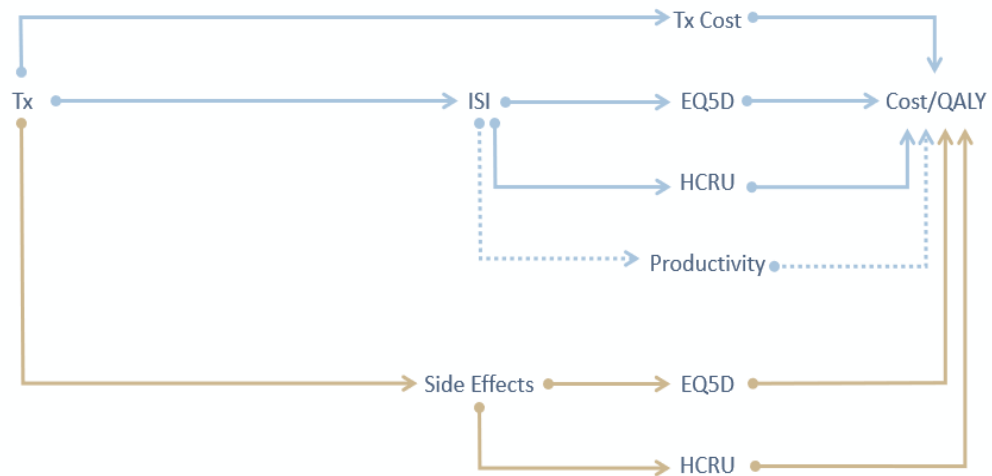 Tx Cost
Tx
ISI
EQ5D
Cost/QALY
HCRU
Productivity
Side Effects
EQ5D
HCRU